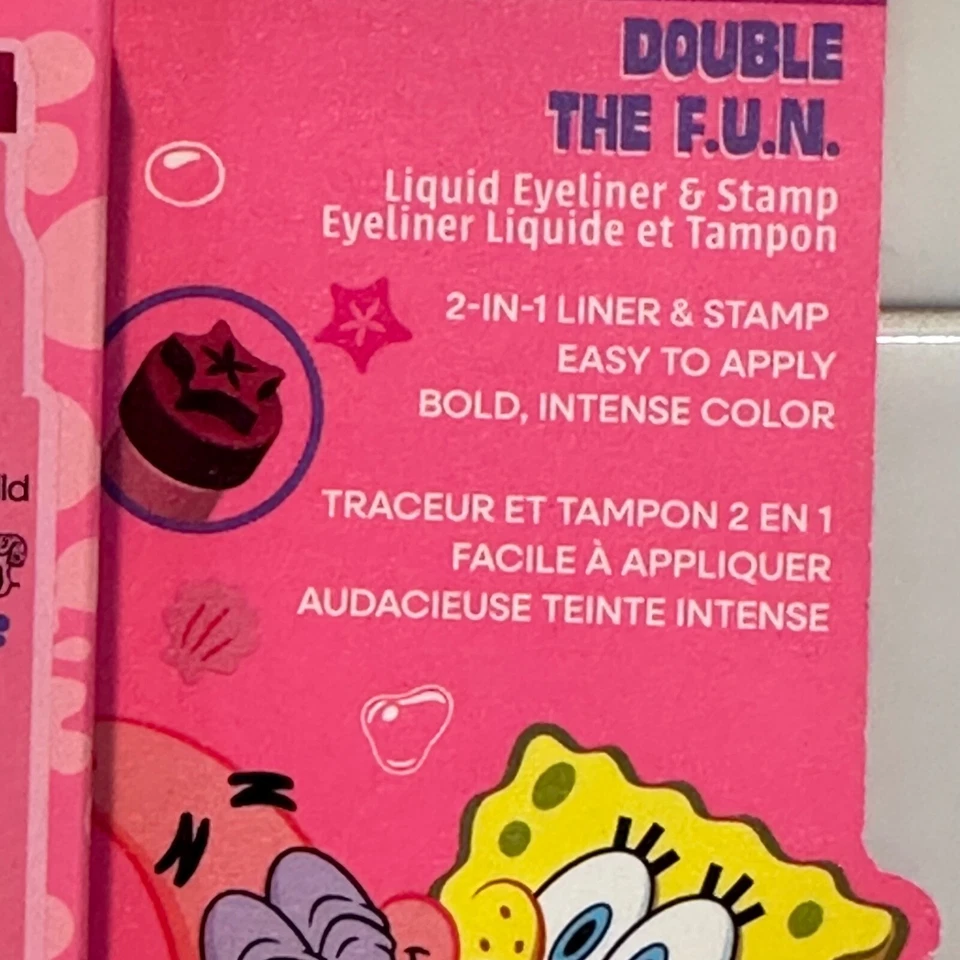 DOUBLE
THE F.U.N.
Liquid Eyeliner & Stamp
Eyeliner Liquide et Tampon
2-IN-1 LINER & STAMP
EASY TO APPLY
BOLD, INTENSE COLOR
TRACEUR ET TAMPON 2 EN 1
FACILE À APPLIQUER
AUDACIEUSE TEINTE INTENSE